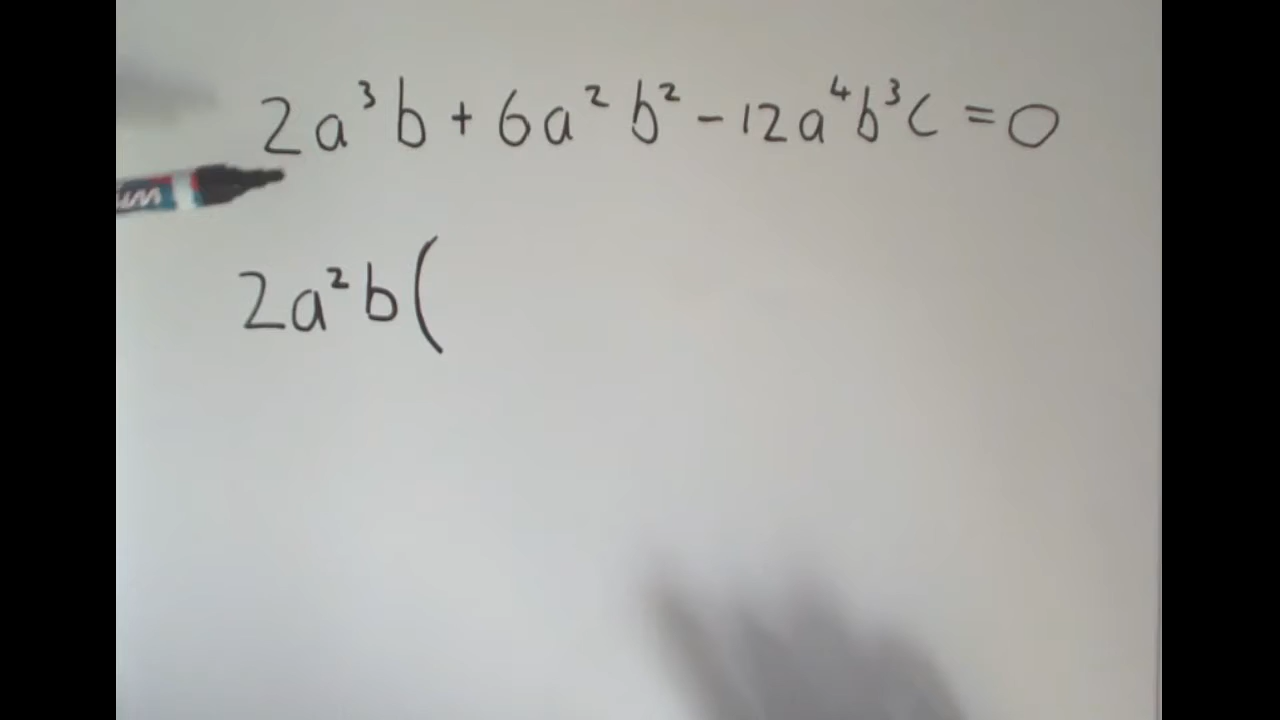 2a³b + 6a²b² - 12a⁴b³c = 0
2a²b(